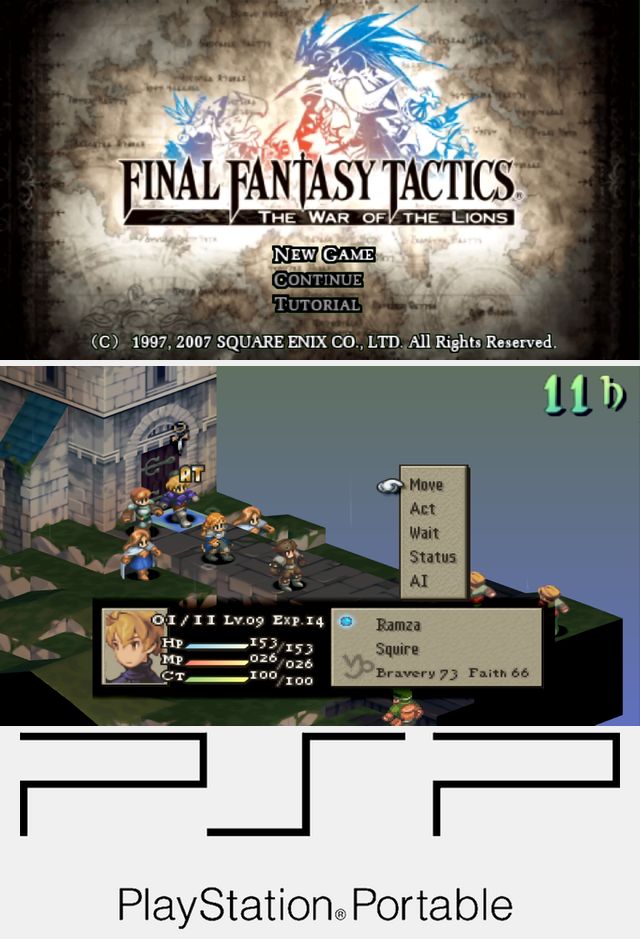 FINAL FANTASY TACTICS®
THE WAR OF THE LIONS
NEW GAME
CONTINUE
TUTORIAL
(C) 1997, 2007 SQUARE ENIX CO., LTD. All Rights Reserved.
11h
AT
Move
Act
Wait
Status
AI
01/11 Lv.09 Exp.14
Hp 153/153
Mp 026/026
CT 100/100
Ramza
Squire
Bravery 73 Faith 66
PSP
PlayStation®Portable